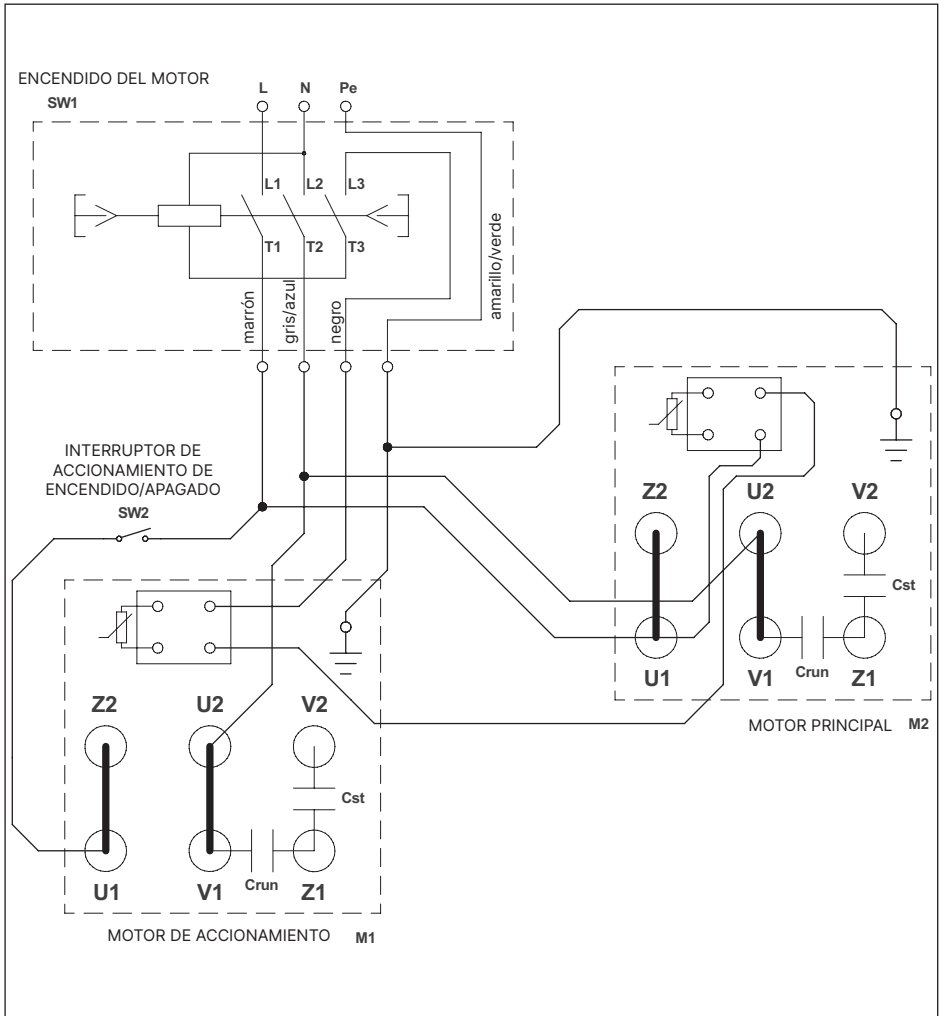 ENCENDIDO DEL MOTOR
SW1
L N Pe
L1 L2 L3
T1 T2 T3
marrón
gris/azul
negro
amarillo/verde
INTERRUPTOR DE
ACCIONAMIENTO DE
ENCENDIDO/APAGADO
SW2
Z2 U2 V2
Cst
Crun
U1 V1 Z1
MOTOR PRINCIPAL M2
Z2 U2 V2
Cst
Crun
U1 V1 Z1
MOTOR DE ACCIONAMIENTO M1